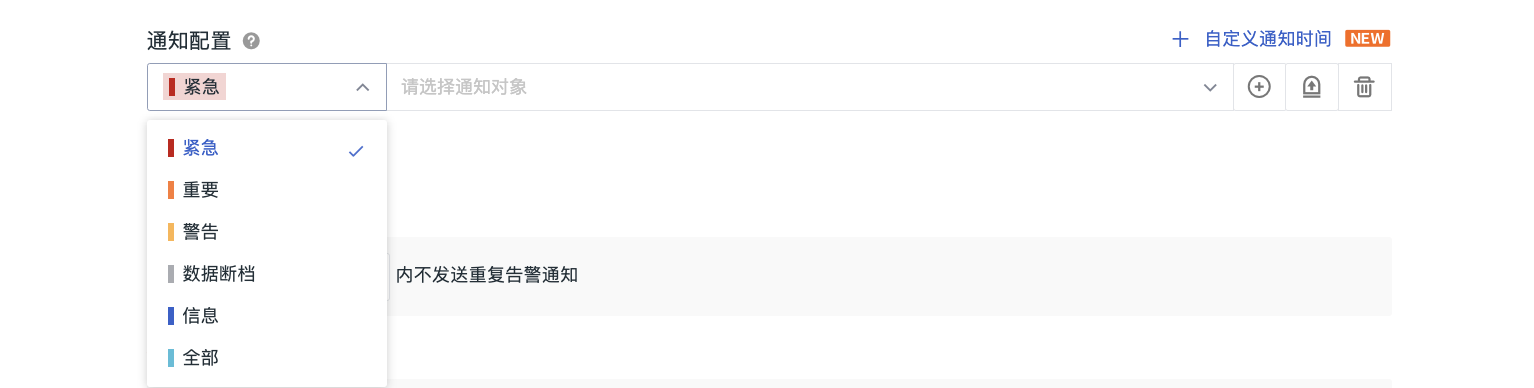 通知配置
自定义通知时间 NEW
紧急 请选择通知对象
紧急
重要
警告
数据断档 内不发送重复告警通知
信息
全部